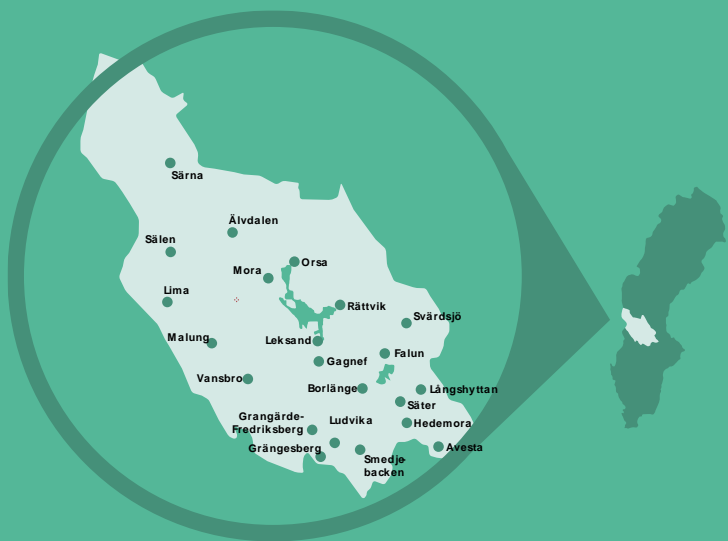 Särna
Älvdalen
Sälen
Orsa
Mora
Lima
Rättvik
Svärdsjö
Malung
Leksand
Falun
Gagnef
Vansbro
Borlänge
Långshyttan
Säter
Grangärde-
Fredriksberg
Ludvika
Hedemora
Grängesberg
Avesta
Smedje-
backen